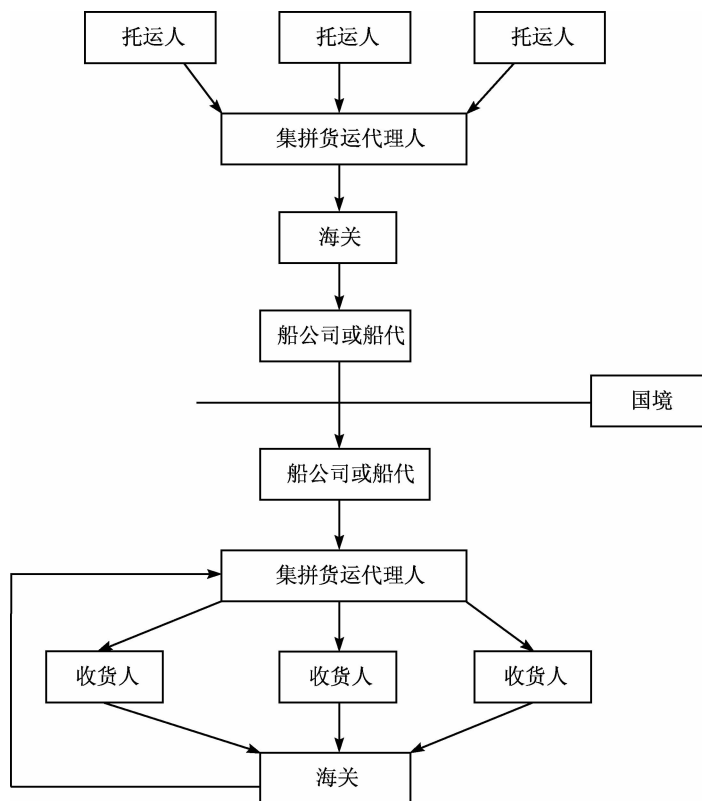 托运人
托运人
托运人
集拼货运代理人
海关
船公司或船代
国境
船公司或船代
集拼货运代理人
收货人
收货人
收货人
海关